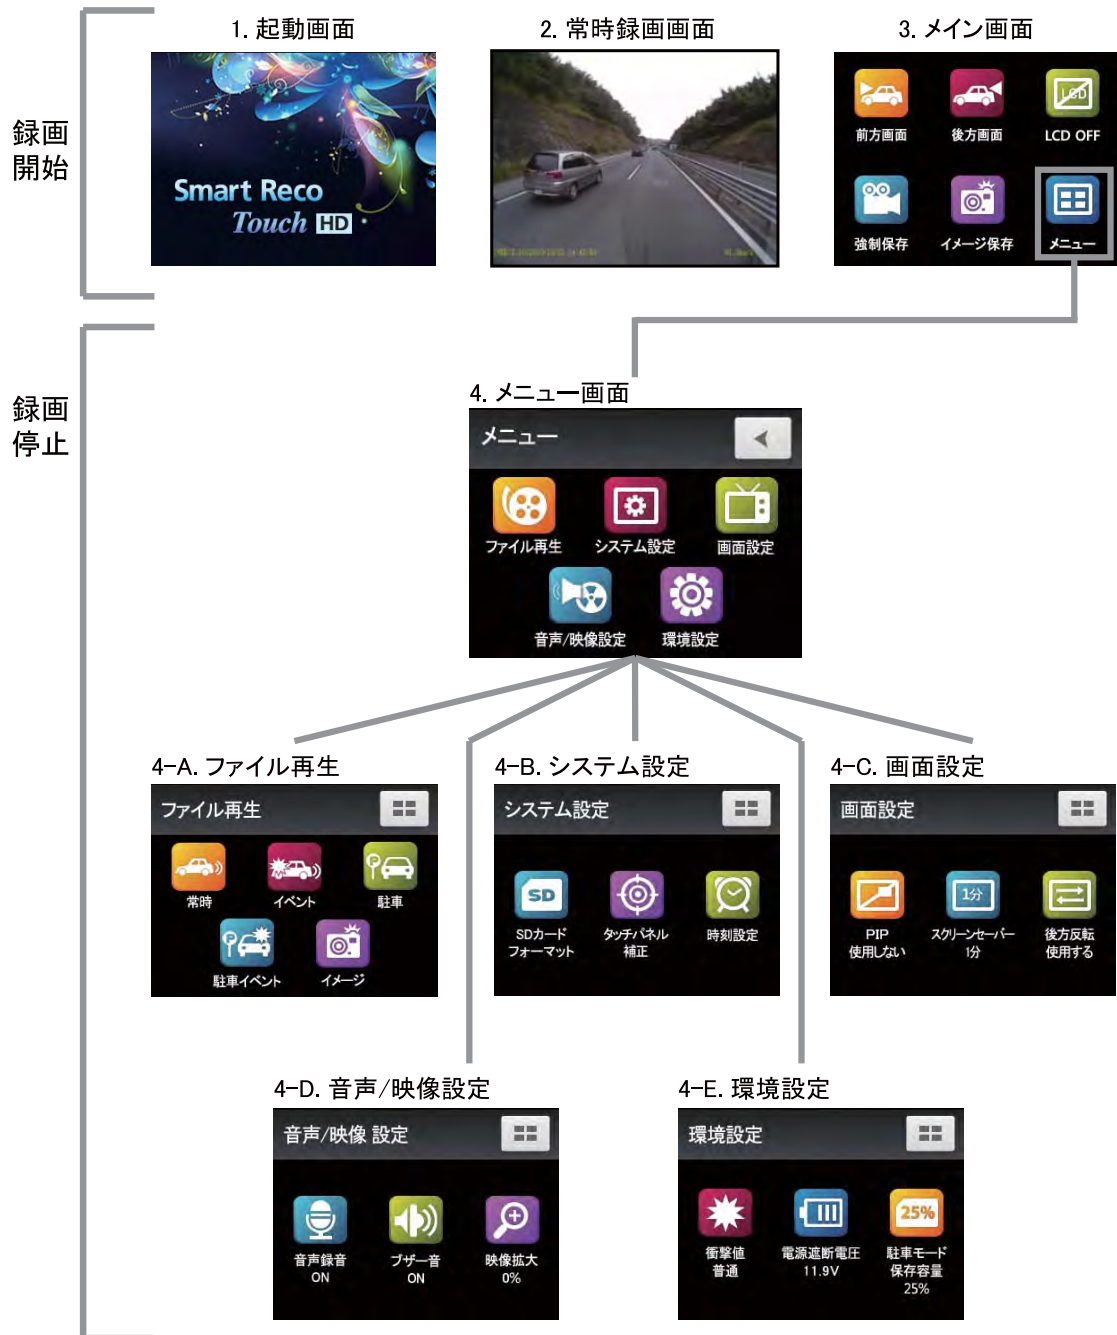 1. 起動画面
2. 常時録画画面
3. メイン画面
録画
開始
Smart Reco
Touch HD
前方画面
後方画面
LCD
LCD OFF
強制保存
イメージ保存
メニュー
録画
停止
4. メニュー画面
メニュー
ファイル再生
システム設定
画面設定
音声/映像設定
環境設定
4-A. ファイル再生
ファイル再生
常時
イベント
P
駐車
P
駐車イベント
イメージ
4-B. システム設定
システム設定
SD
SDカード
フォーマット
タッチパネル
補正
時刻設定
4-C. 画面設定
画面設定
PIP
使用しない
1分
スクリーンセーバー
1分
後方反転
使用する
4-D. 音声/映像設定
音声/映像 設定
音声録音
ON
ブザー音
ON
映像拡大
0%
4-E. 環境設定
環境設定
衝撃値
普通
電源遮断電圧
11.9V
25%
駐車モード
保存容量
25%